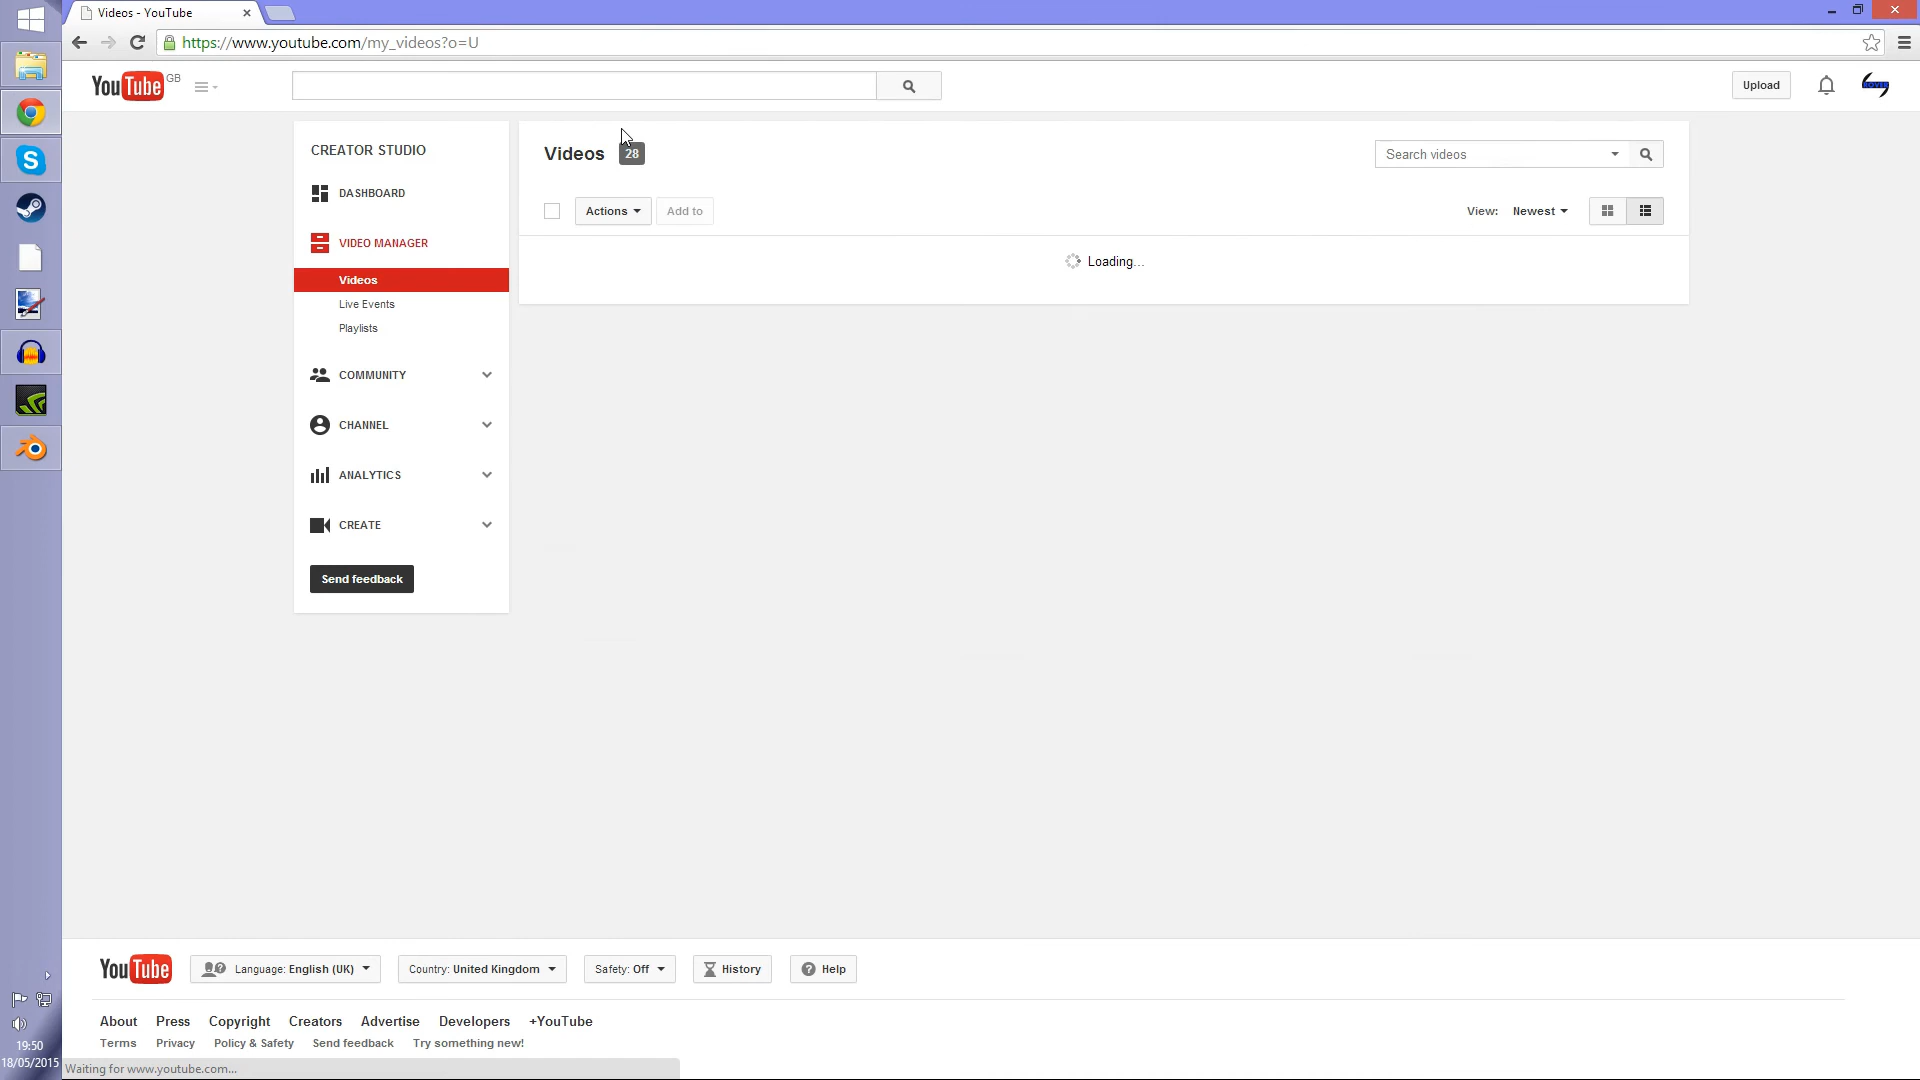 Videos - YouTube
https://www.youtube.com/my_videos?o=U
YouTube GB
Upload
CREATOR STUDIO
DASHBOARD
VIDEO MANAGER
Videos
Live Events
Playlists
COMMUNITY
CHANNEL
ANALYTICS
CREATE
Send feedback
Videos 28
Search videos
Actions Add to
View: Newest
Loading...
YouTube Language: English (UK) Country: United Kingdom Safety: Off History Help
About Press Copyright Creators Advertise Developers +YouTube
Terms Privacy Policy & Safety Send feedback Try something new!
Waiting for www.youtube.com...
19:50
18/05/2015